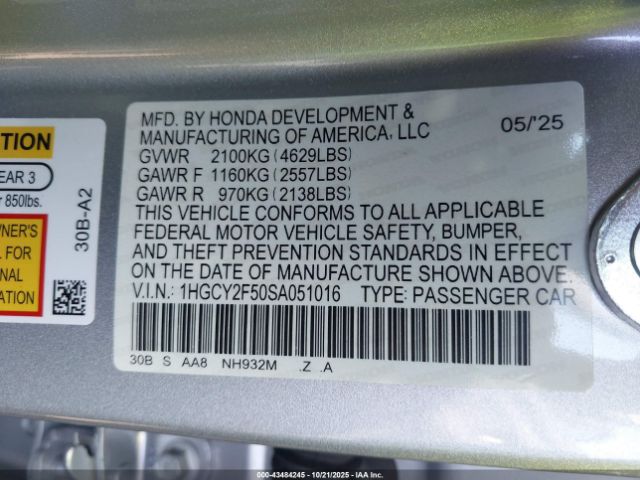 MFD. BY HONDA DEVELOPMENT &
MANUFACTURING OF AMERICA, LLC 05/'25
GVWR 2100KG (4629LBS)
GAWR F 1160KG (2557LBS)
GAWR R 970KG (2138LBS)
THIS VEHICLE CONFORMS TO ALL APPLICABLE
FEDERAL MOTOR VEHICLE SAFETY, BUMPER,
AND THEFT PREVENTION STANDARDS IN EFFECT
ON THE DATE OF MANUFACTURE SHOWN ABOVE.
V.I.N.: 1HGCY2F50SA051016 TYPE: PASSENGER CAR
30B S AA8 NH932M .Z .A
TION
EAR 3
r 850lbs.
WNER'S
L FOR
NAL
ATION
30B-A2
000-43484245 - 10/21/2025 - IAAI, Inc.